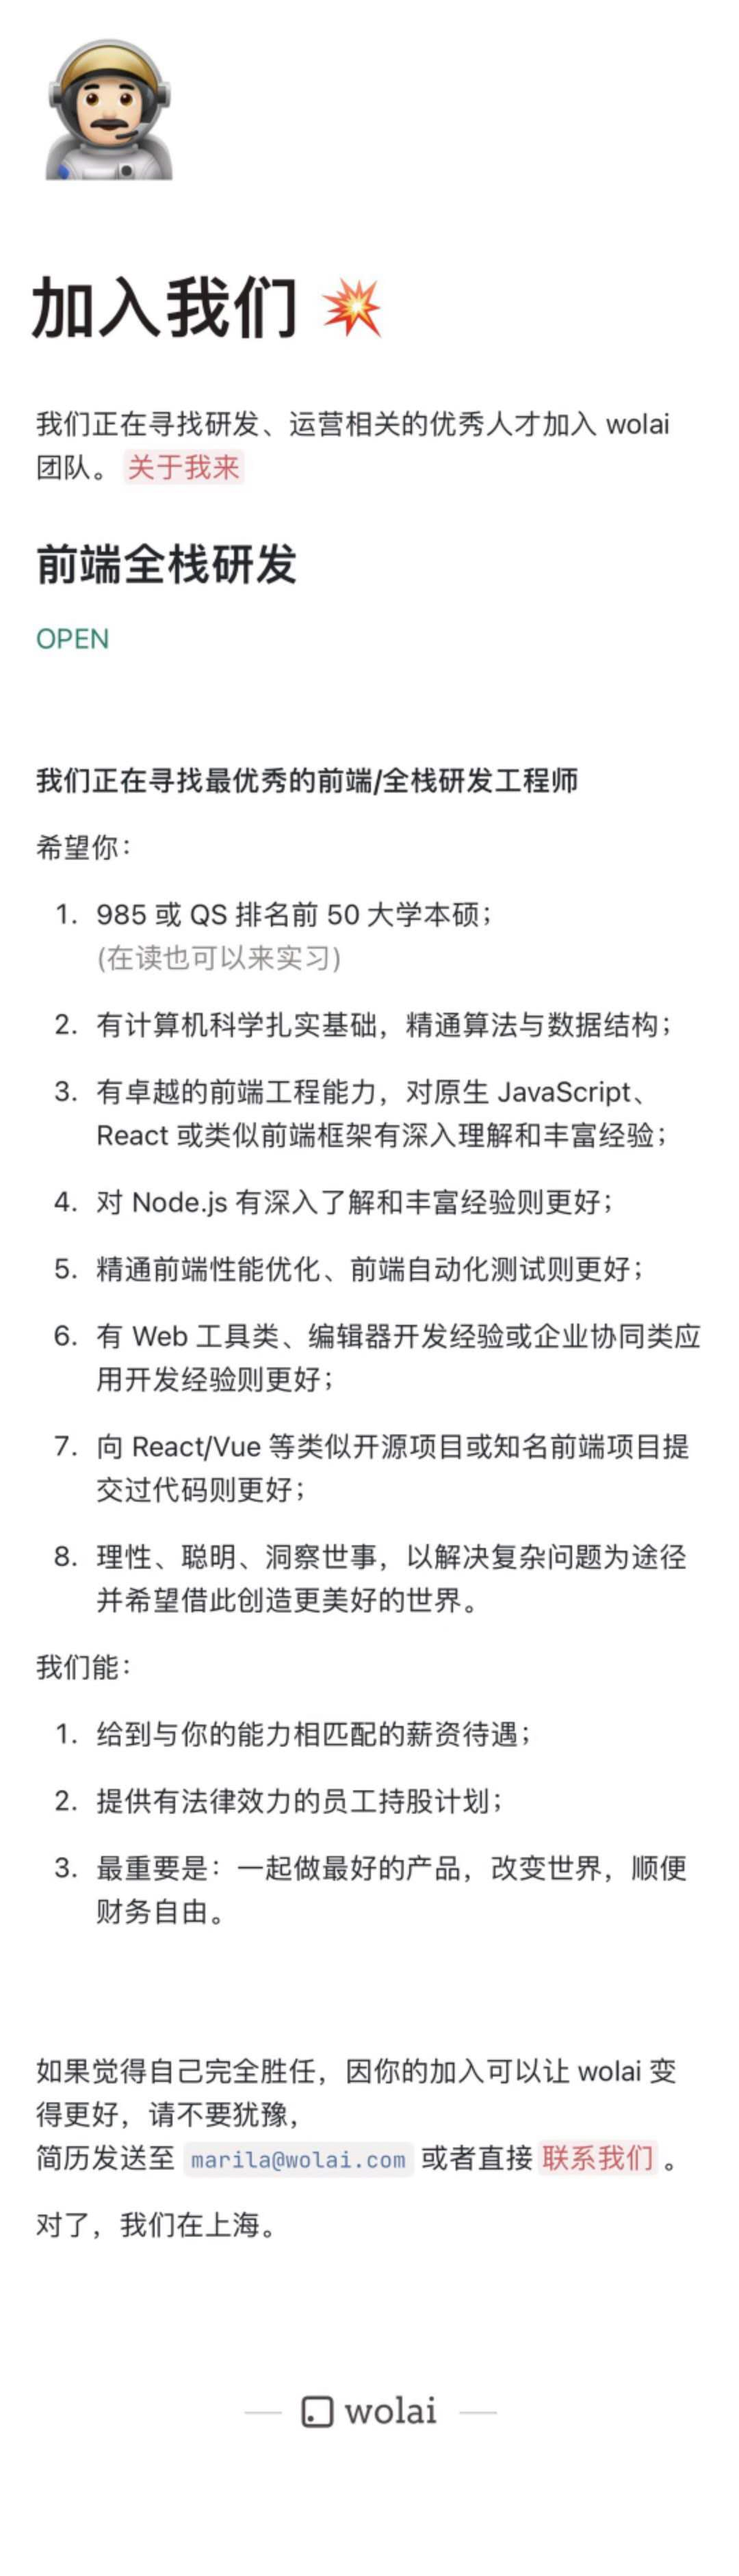 加入我们
我们正在寻找研发、运营相关的优秀人才加入 wolai
团队。 关于我来
前端全栈研发
OPEN
我们正在寻找最优秀的前端/全栈研发工程师
希望你：
1. 985 或 QS 排名前 50 大学本硕；
(在读也可以来实习)
2. 有计算机科学扎实基础，精通算法与数据结构；
3. 有卓越的前端工程能力，对原生 JavaScript、
React 或类似前端框架有深入理解和丰富经验；
4. 对 Node.js 有深入了解和丰富经验则更好；
5. 精通前端性能优化、前端自动化测试则更好；
6. 有 Web 工具类、编辑器开发经验或企业协同类应
用开发经验则更好；
7. 向 React/Vue 等类似开源项目或知名前端项目提
交过代码则更好；
8. 理性、聪明、洞察世事，以解决复杂问题为途径
并希望借此创造更美好的世界。
我们能：
1. 给到与你的能力相匹配的薪资待遇；
2. 提供有法律效力的员工持股计划；
3. 最重要是：一起做最好的产品，改变世界，顺便
财务自由。
如果觉得自己完全胜任，因你的加入可以让 wolai 变
得更好，请不要犹豫，
简历发送至 marila@wolai.com 或者直接 联系我们 。
对了，我们在上海。
wolai